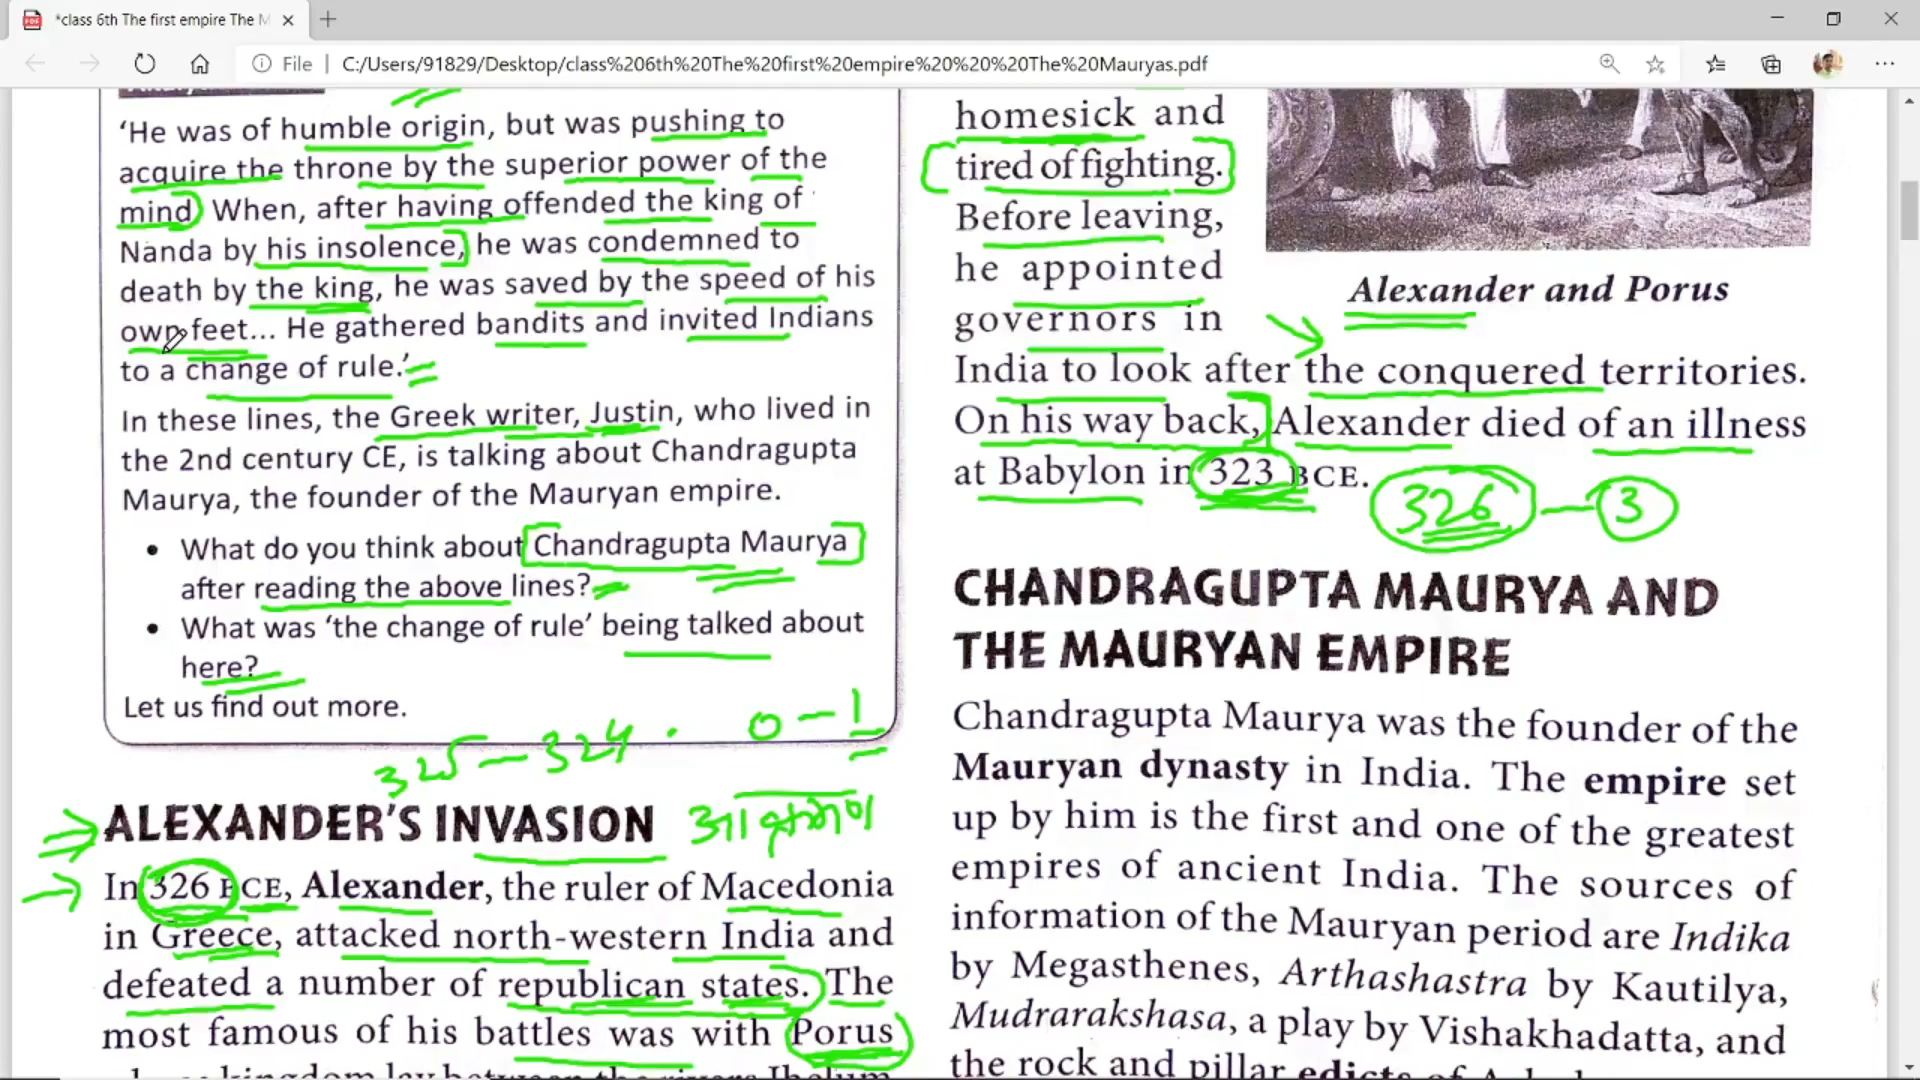 *class 6th The first empire The M
File
C:/Users/91829/Desktop/class%206th%20The%20first%20empire%20%20%20The%20Mauryas.pdf
‘He was of humble origin, but was pushing to
acquire the throne by the superior power of the
mind) When, after having offended the king of
Nanda by his insolence, he was condemned to
death by the king, he was saved by the speed of his
own feet... He gathered bandits and invited Indians
to a change of rule.’
In these lines, the Greek writer, Justin, who lived in
the 2nd century CE, is talking about Chandragupta
Maurya, the founder of the Mauryan empire.
• What do you think about Chandragupta Maurya
after reading the above lines?
• What was ‘the change of rule’ being talked about
here?
Let us find out more.
325 – 324 . 0 – 1
ALEXANDER'S INVASION
In 326 BCE, Alexander, the ruler of Macedonia
in Greece, attacked north-western India and
defeated a number of republican states. The
most famous of his battles was with Porus
homesick and
tired of fighting.
Before leaving,
he appointed
governors in
India to look after the conquered territories.
On his way back, Alexander died of an illness
at Babylon in 323 BCE.
326 – 3
Alexander and Porus
CHANDRAGUPTA MAURYA AND
THE MAURYAN EMPIRE
Chandragupta Maurya was the founder of the
Mauryan dynasty in India. The empire set
up by him is the first and one of the greatest
empires of ancient India. The sources of
information of the Mauryan period are Indika
by Megasthenes, Arthashastra by Kautilya,
Mudrarakshasa, a play by Vishakhadatta, and
the rock and pillar edicts of